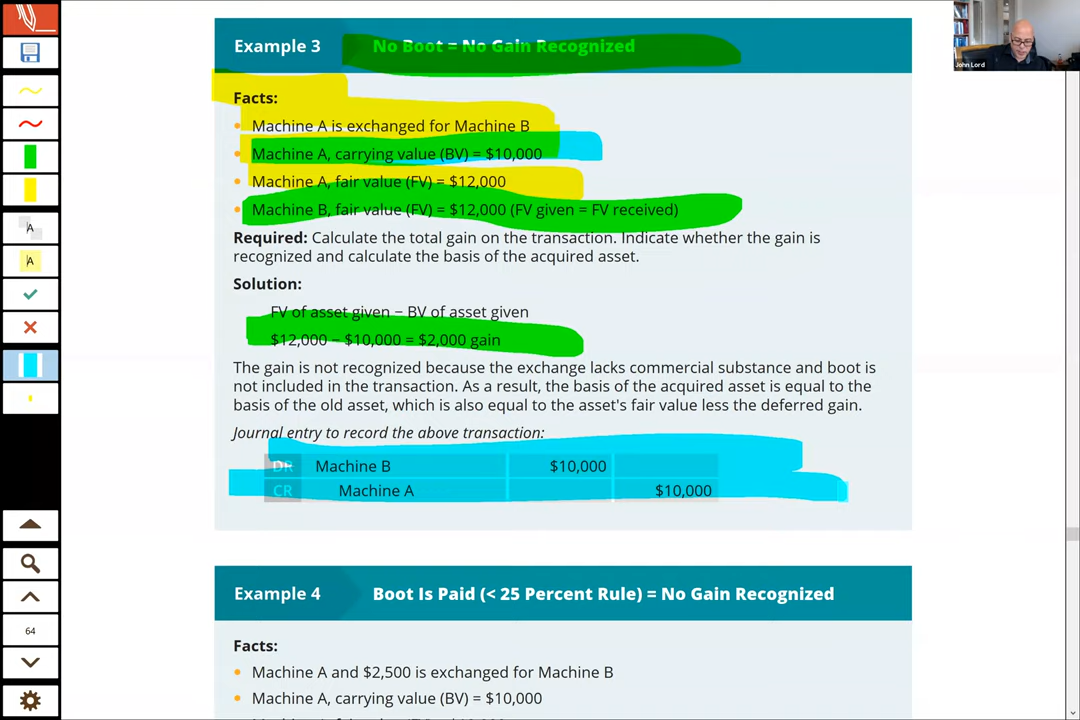 Example 3
No Boot = No Gain Recognized
John Lord
Facts:
• Machine A is exchanged for Machine B
• Machine A, carrying value (BV) = $10,000
• Machine A, fair value (FV) = $12,000
• Machine B, fair value (FV) = $12,000 (FV given = FV received)
Required: Calculate the total gain on the transaction. Indicate whether the gain is
recognized and calculate the basis of the acquired asset.
Solution:
FV of asset given − BV of asset given
$12,000 − $10,000 = $2,000 gain
The gain is not recognized because the exchange lacks commercial substance and boot is
not included in the transaction. As a result, the basis of the acquired asset is equal to the
basis of the old asset, which is also equal to the asset's fair value less the deferred gain.
Journal entry to record the above transaction:
DR Machine B $10,000
CR Machine A $10,000
Example 4
Boot Is Paid (< 25 Percent Rule) = No Gain Recognized
Facts:
• Machine A and $2,500 is exchanged for Machine B
• Machine A, carrying value (BV) = $10,000
A
A
64